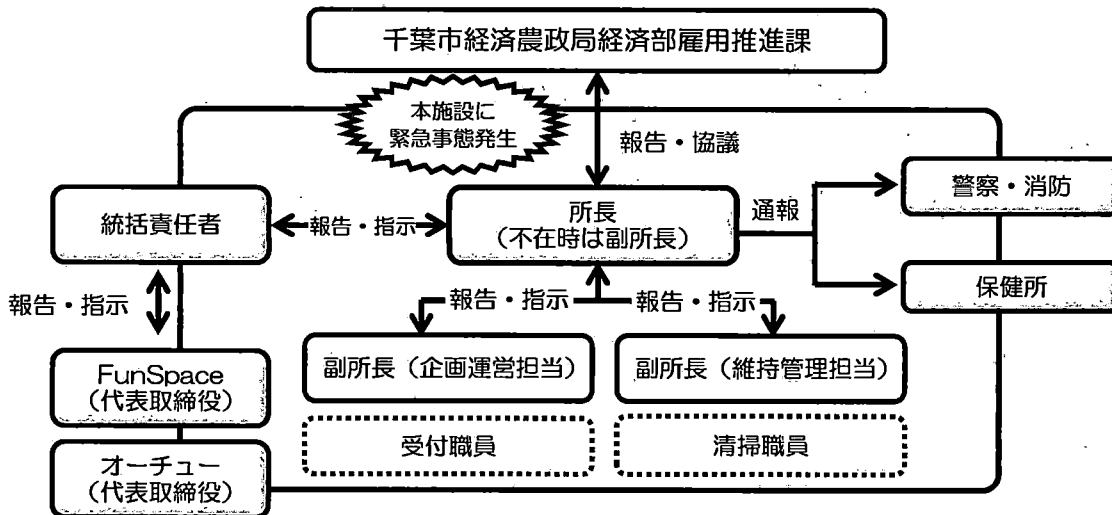 千葉市経済農政局経済部雇用推進課
本施設に
緊急事態発生
報告・協議
警察・消防
統括責任者
報告・指示
所長
(不在時は副所長)
通報
保健所
報告・指示
報告・指示
報告・指示
副所長(企画運営担当)
副所長(維持管理担当)
FunSpace
(代表取締役)
受付職員
清掃職員
オーチュー
(代表取締役)